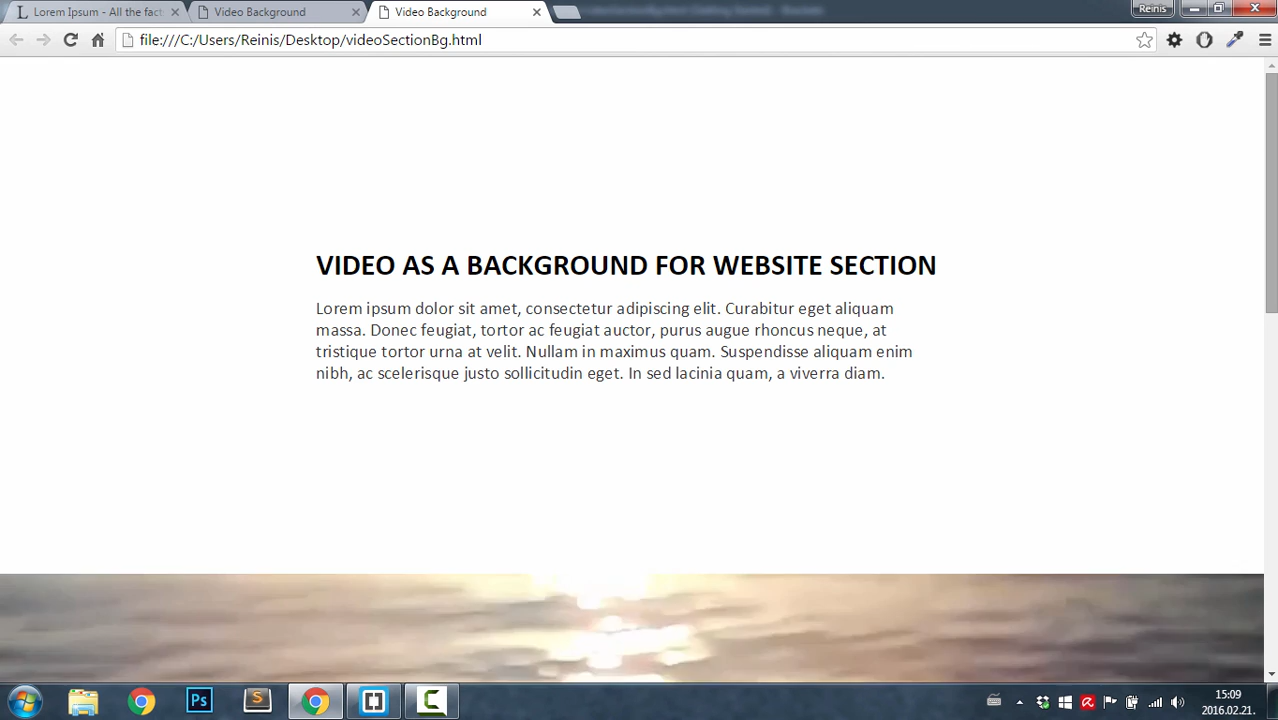 Lorem Ipsum - All the fact
Video Background
Video Background
Reinis
file:///C:/Users/Reinis/Desktop/videoSectionBg.html
VIDEO AS A BACKGROUND FOR WEBSITE SECTION
Lorem ipsum dolor sit amet, consectetur adipiscing elit. Curabitur eget aliquam
massa. Donec feugiat, tortor ac feugiat auctor, purus augue rhoncus neque, at
tristique tortor urna at velit. Nullam in maximus quam. Suspendisse aliquam enim
nibh, ac scelerisque justo sollicitudin eget. In sed lacinia quam, a viverra diam.
Ps
15:09
2016.02.21.